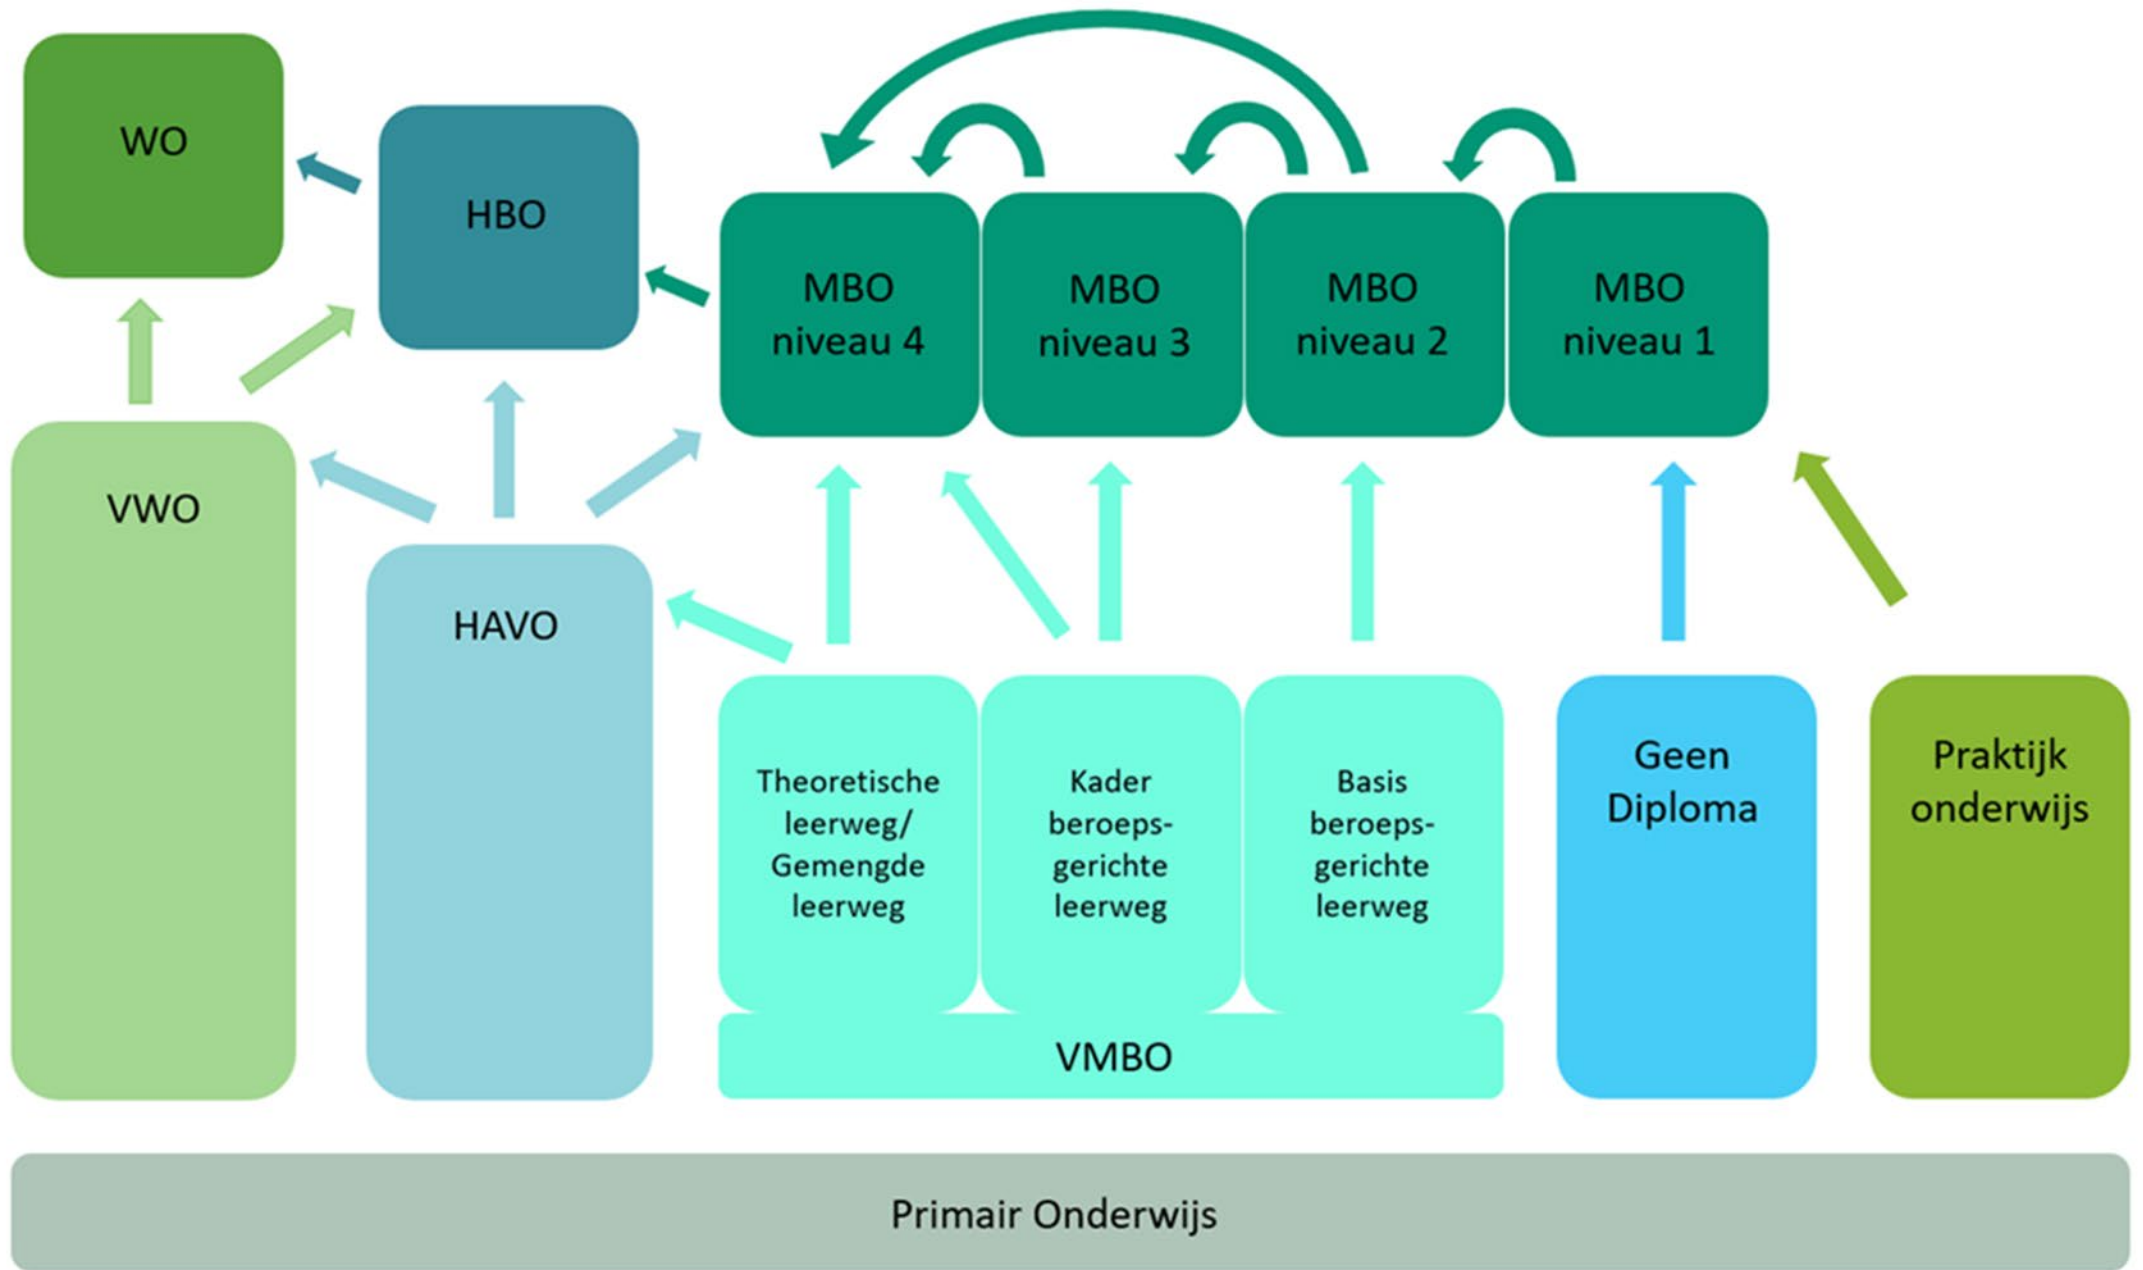 WO
HBO
MBO
niveau 4
MBO
niveau 3
MBO
niveau 2
MBO
niveau 1
VWO
HAVO
Theoretische
leerweg/
Gemengde
leerweg
Kader
beroeps-
gerichte
leerweg
Basis
beroeps-
gerichte
leerweg
Geen
Diploma
Praktijk
onderwijs
VMBO
Primair Onderwijs